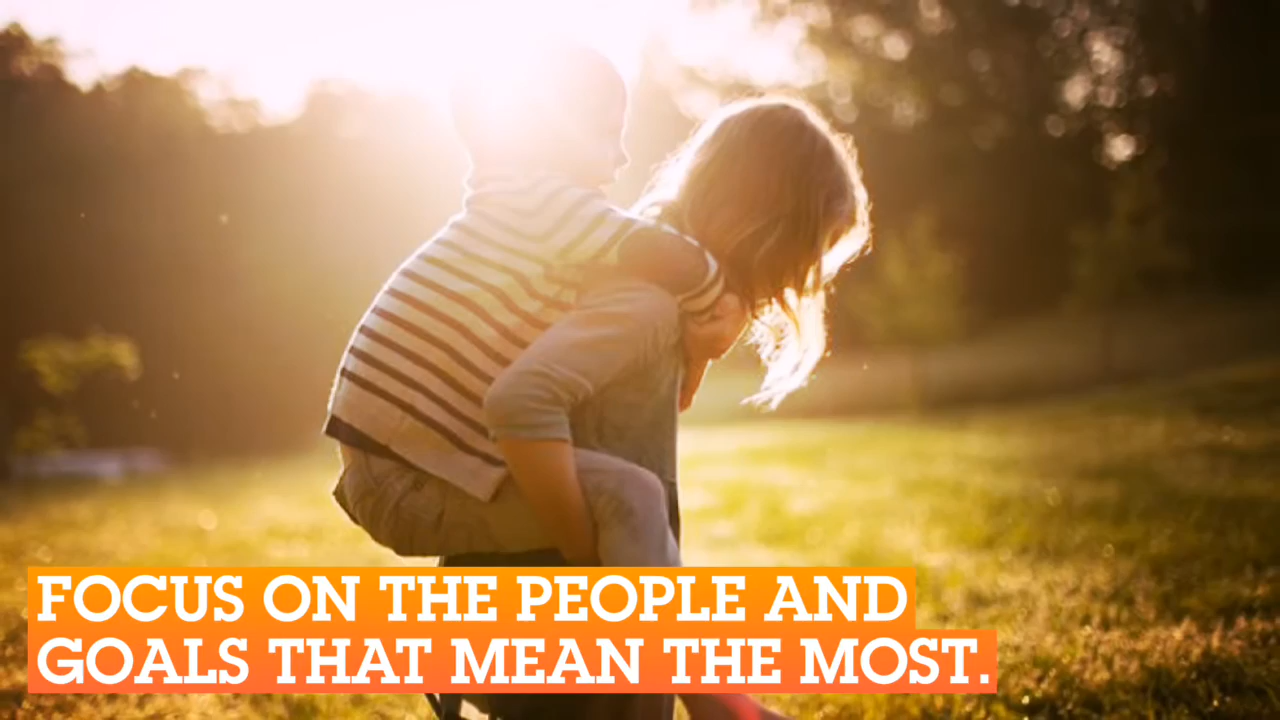 FOCUS ON THE PEOPLE AND
GOALS THAT MEAN THE MOST.